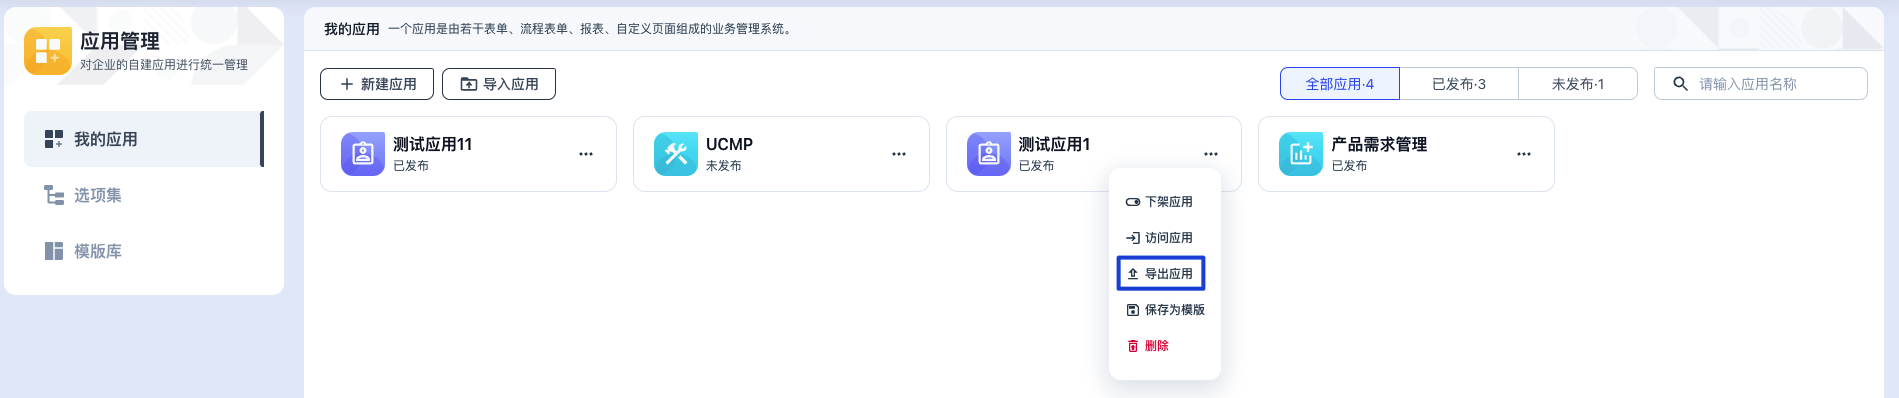 应用管理
对企业的自建应用进行统一管理
我的应用
选项集
模版库
我的应用 一个应用是由若干表单、流程表单、报表、自定义页面组成的业务管理系统。
新建应用 导入应用 全部应用·4 已发布·3 未发布·1 请输入应用名称
测试应用11
已发布
UCMP
未发布
测试应用1
已发布
产品需求管理
已发布
下架应用
访问应用
导出应用
保存为模版
删除